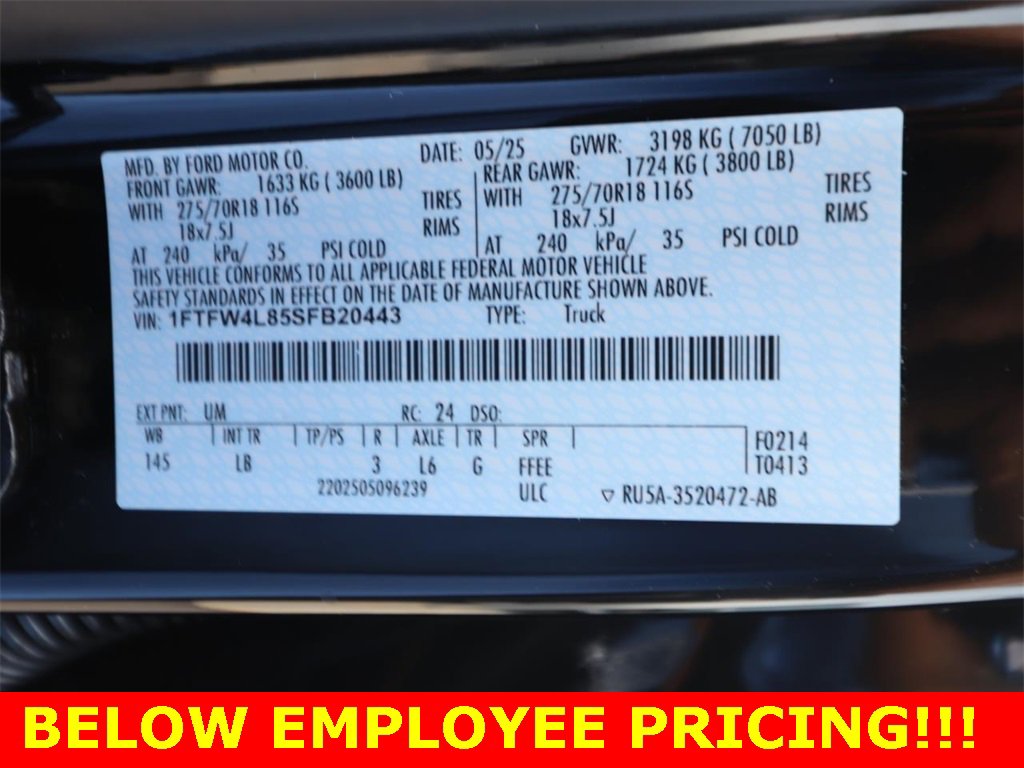 MFD. BY FORD MOTOR CO. DATE: 05/25 GVWR: 3198 KG ( 7050 LB)
FRONT GAWR: 1633 KG ( 3600 LB) REAR GAWR: 1724 KG ( 3800 LB)
WITH 275/70R18 116S TIRES WITH 275/70R18 116S TIRES
18x7.5J RIMS 18x7.5J RIMS
AT 240 kPa/ 35 PSI COLD AT 240 kPa/ 35 PSI COLD
THIS VEHICLE CONFORMS TO ALL APPLICABLE FEDERAL MOTOR VEHICLE
SAFETY STANDARDS IN EFFECT ON THE DATE OF MANUFACTURE SHOWN ABOVE.
VIN: 1FTFW4L85SFB20443 TYPE: Truck
EXT PNT: UM RC: 24 DSO:
WB INT TR TP/PS R AXLE TR SPR F0214
145 LB 3 L6 G FFEE T0413
2202505096239 ULC RU5A-3520472-AB
BELOW EMPLOYEE PRICING!!!